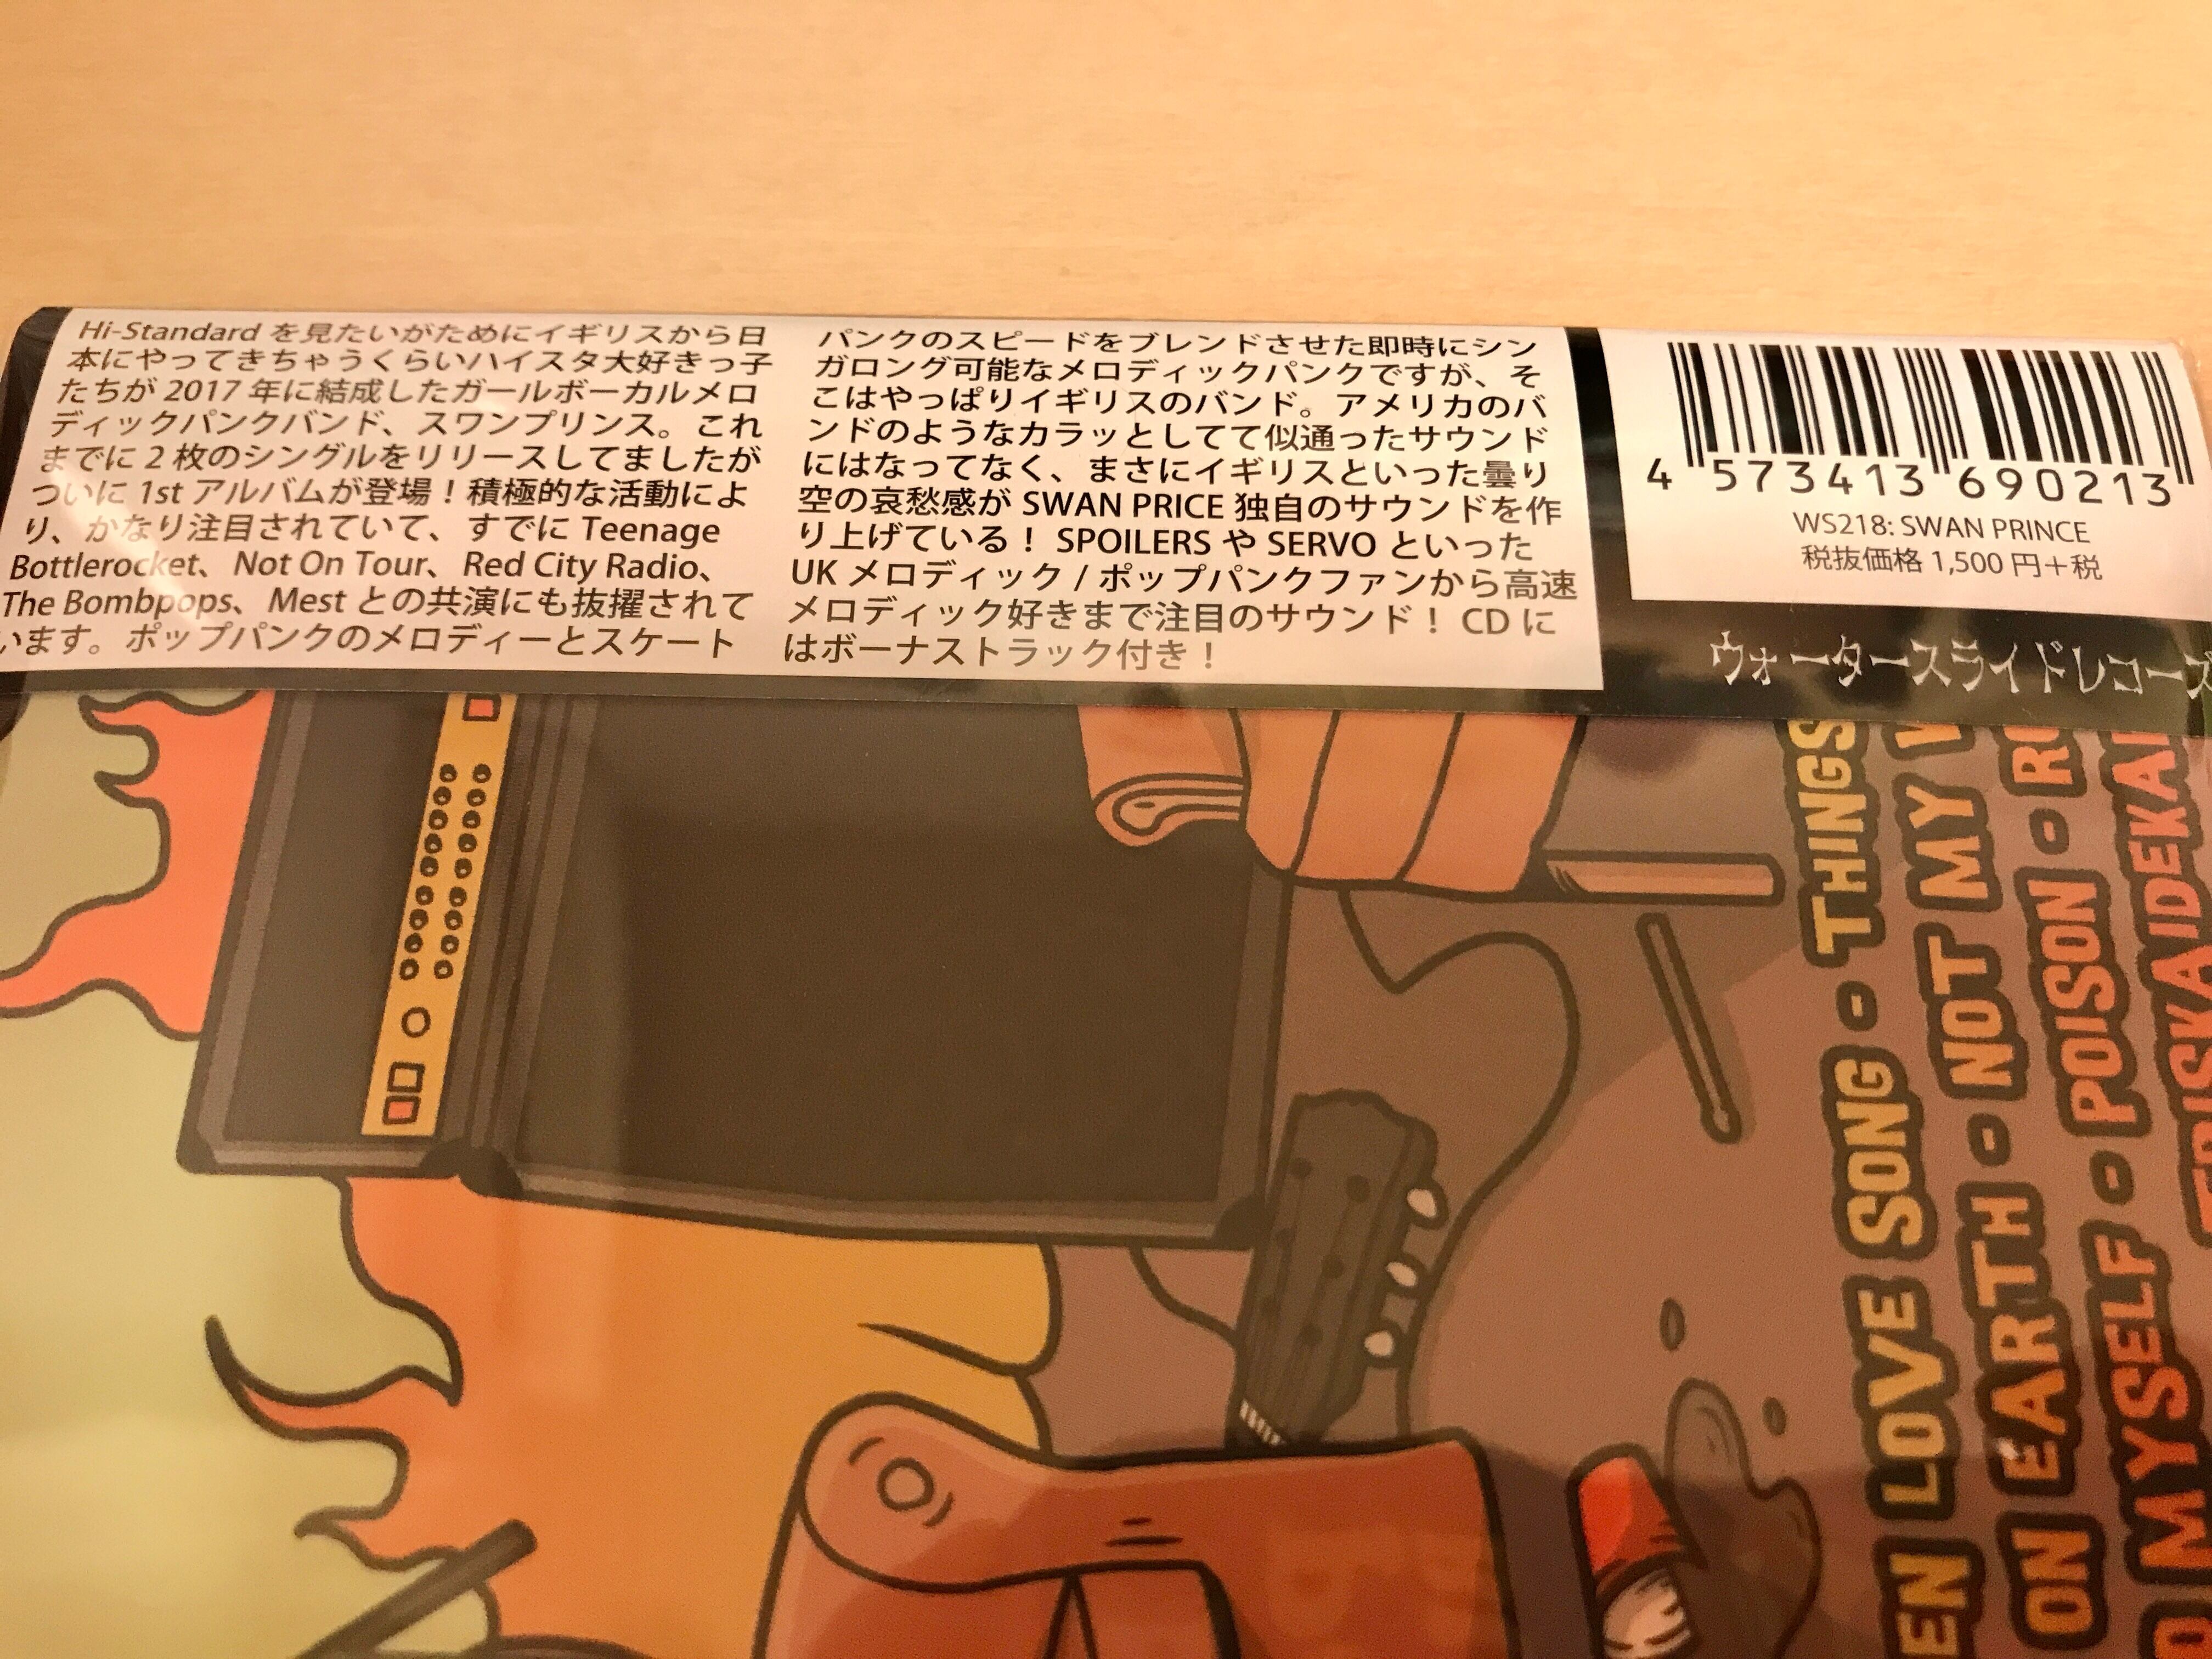 Hi-Standard を見たいがためにイギリスから日
本にやってきちゃうくらいハイスタ大好きっ子
たちが 2017 年に結成したガールボーカルメロ
ディックパンクバンド、スワンプリンス。これ
までに 2 枚のシングルをリリースしてましたが
ついに 1st アルバムが登場！積極的な活動によ
り、かなり注目されていて、すでに Teenage
Bottlerocket、Not On Tour、Red City Radio、
The Bombpops、Mest との共演にも抜擢されて
います。ポップパンクのメロディーとスケート
パンクのスピードをブレンドさせた即時にシン
ガロング可能なメロディックパンクですが、そ
こはやっぱりイギリスのバンド。アメリカのバ
ンドのようなカラッとしてて似通ったサウンド
にはなってなく、まさにイギリスといった曇り
空の哀愁感が SWAN PRICE 独自のサウンドを作
り上げている！ SPOILERS や SERVO といった
UK メロディック / ポップパンクファンから高速
メロディック好きまで注目のサウンド！ CD に
はボーナストラック付き！
4 573413 690213
WS218: SWAN PRINCE
税抜価格 1,500 円＋税
ウォータースライドレコーズ
EN LOVE SONG - THINGS
ON EARTH - NOT MY
MYSELF - POISON -